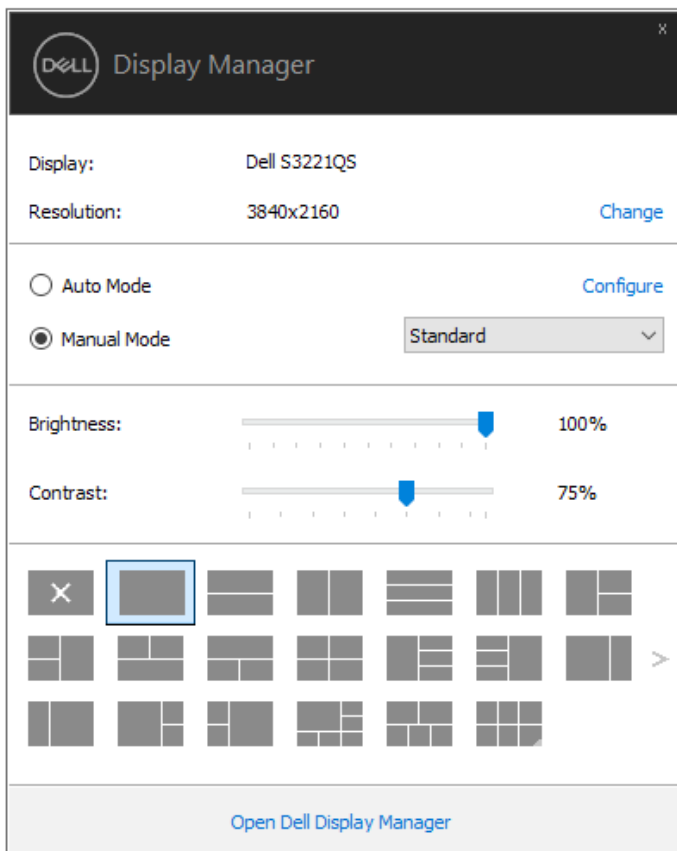 DELL Display Manager
x
Display: Dell S3221QS
Resolution: 3840x2160 Change
Auto Mode Configure
Manual Mode Standard
Brightness: 100%
Contrast: 75%
Open Dell Display Manager